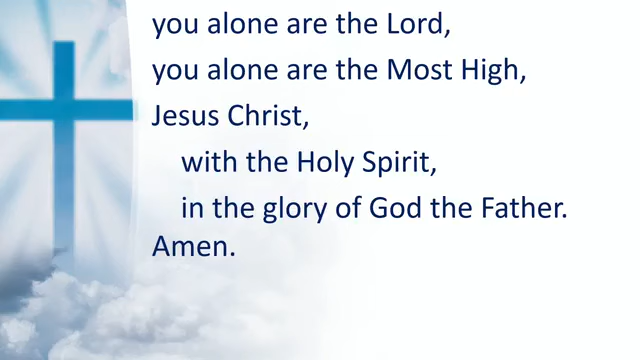 you alone are the Lord,
you alone are the Most High,
Jesus Christ,
with the Holy Spirit,
in the glory of God the Father.
Amen.